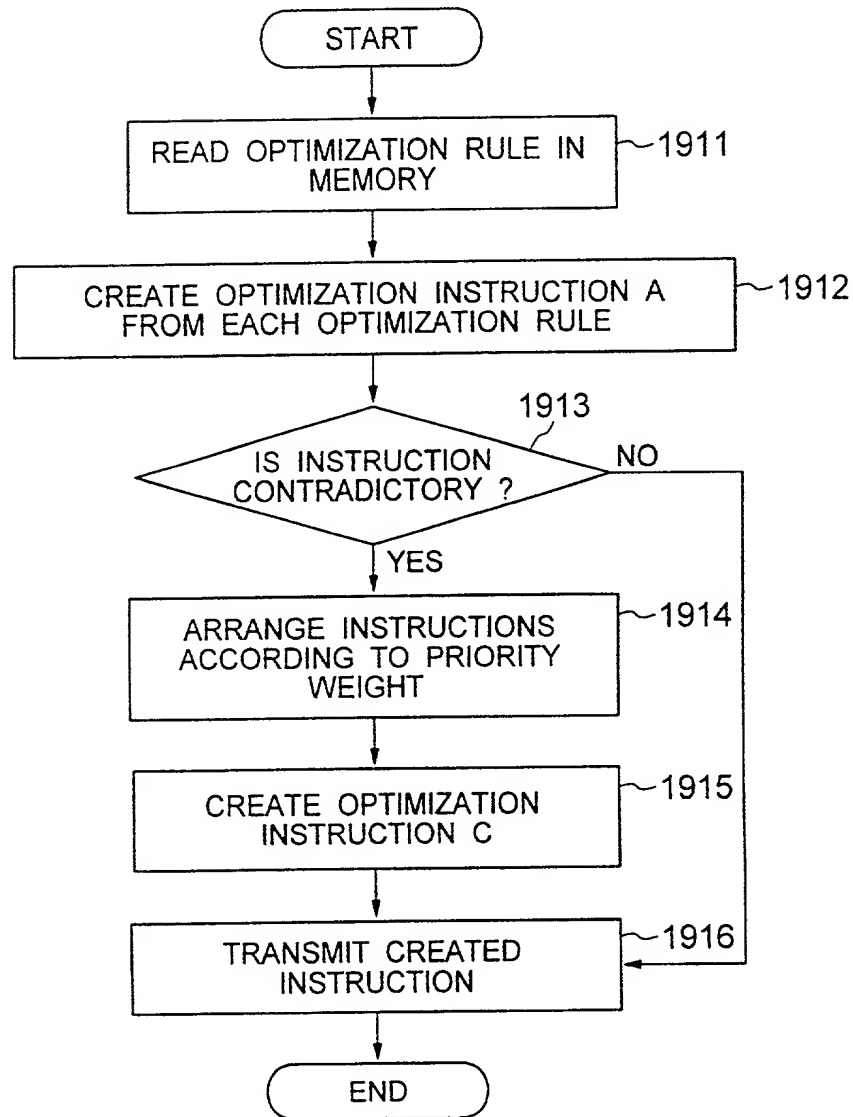 START
READ OPTIMIZATION RULE IN
MEMORY
1911
CREATE OPTIMIZATION INSTRUCTION A
FROM EACH OPTIMIZATION RULE
1912
1913
IS INSTRUCTION
CONTRADICTORY ?
NO
YES
ARRANGE INSTRUCTIONS
ACCORDING TO PRIORITY
WEIGHT
1914
CREATE OPTIMIZATION
INSTRUCTION C
1915
TRANSMIT CREATED
INSTRUCTION
1916
END